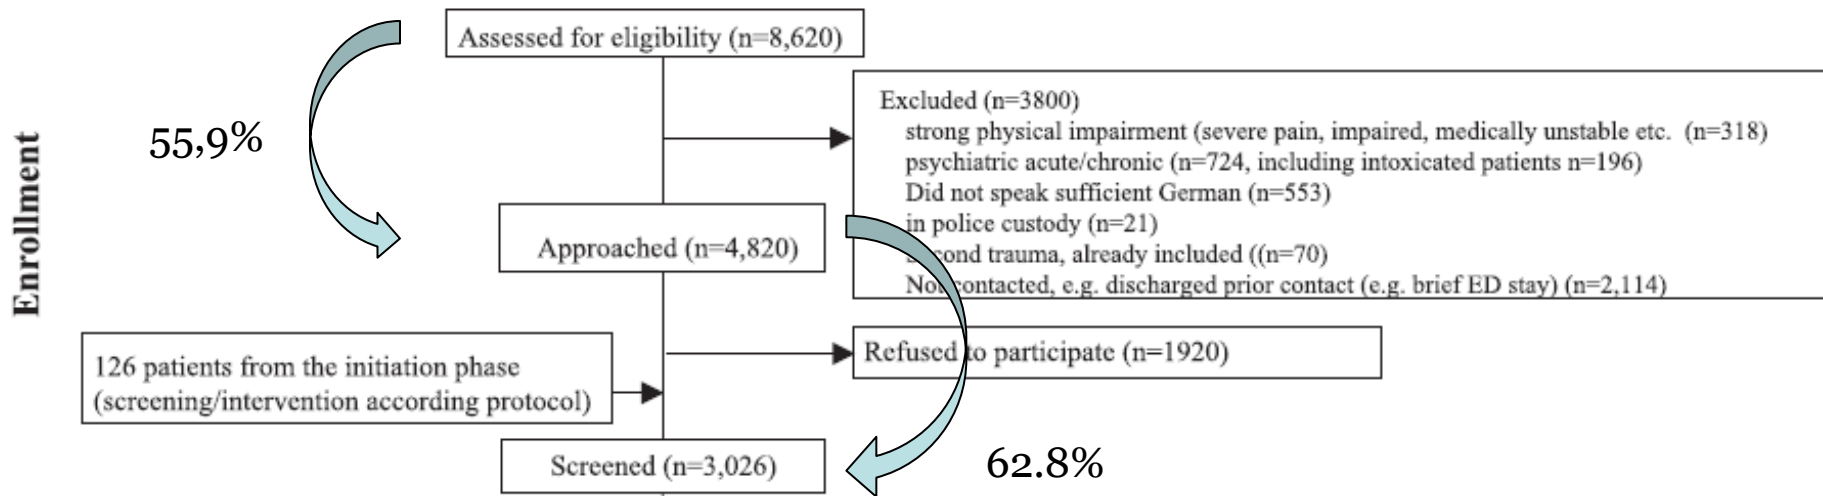 Enrollment
Assessed for eligibility (n=8,620)
55,9%
Excluded (n=3800)
strong physical impairment (severe pain, impaired, medically unstable etc. (n=318)
psychiatric acute/chronic (n=724, including intoxicated patients n=196)
Did not speak sufficient German (n=553)
in police custody (n=21)
cond trauma, already included ((n=70)
Not contacted, e.g. discharged prior contact (e.g. brief ED stay) (n=2,114)
Approached (n=4,820)
Refused to participate (n=1920)
126 patients from the initiation phase
(screening/intervention according protocol)
Screened (n=3,026)
62.8%